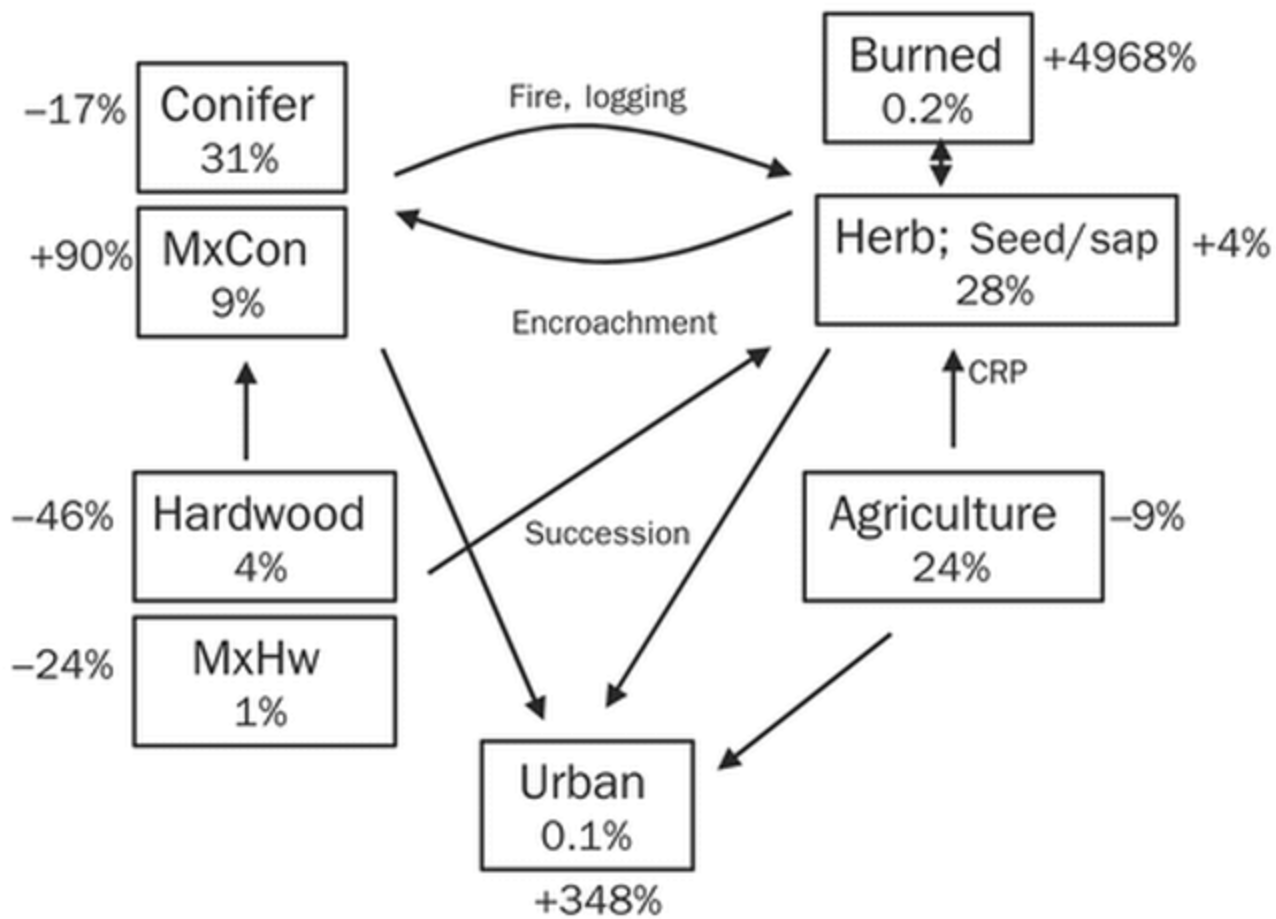 Burned
+4968%
0.2%
–17%
Conifer
31%
Fire, logging
+90%
MxCon
9%
Herb; Seed/sap
28%
+4%
Encroachment
CRP
–46%
Hardwood
4%
Succession
Agriculture
24%
–9%
–24%
MxHw
1%
Urban
0.1%
+348%